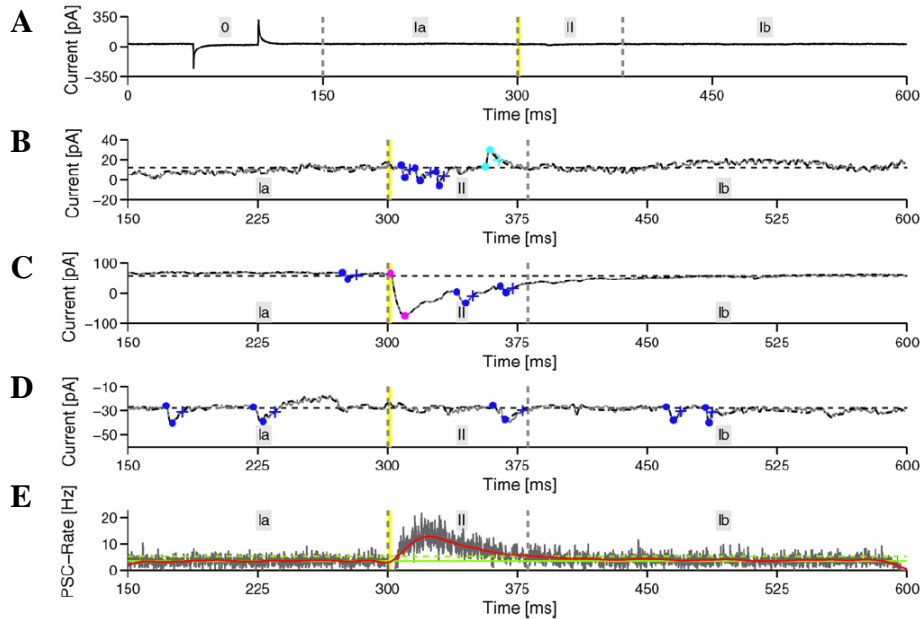 A
Current [pA]
350
0
−350
0
Ia
II
Ib
0
150
300
450
600
Time [ms]
B
Current [pA]
40
20
0
−20
Ia
II
Ib
150
225
300
375
450
525
600
Time [ms]
C
Current [pA]
100
0
−100
Ia
II
Ib
150
225
300
375
450
525
600
Time [ms]
D
Current [pA]
−10
−30
−50
Ia
II
Ib
150
225
300
375
450
525
600
Time [ms]
E
PSC−Rate [Hz]
20
10
0
Ia
II
Ib
150
225
300
375
450
525
600
Time [ms]